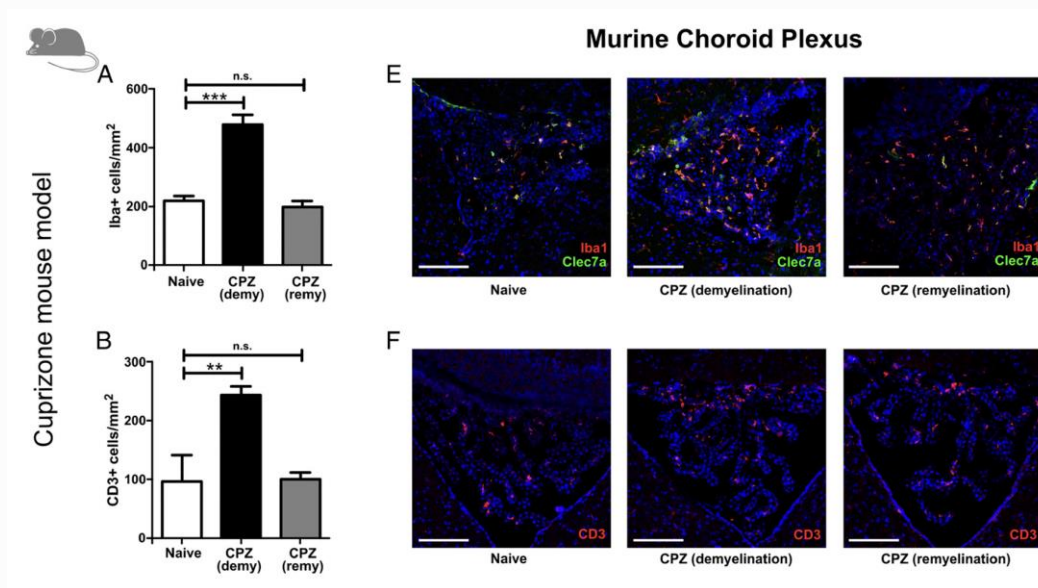 Murine Choroid Plexus
Cuprizone mouse model
A
n.s.
***
600
400
200
0
Iba+ cells/mm²
Naive
CPZ
(demy)
CPZ
(remy)
B
n.s.
**
300
200
100
0
CD3+ cells/mm²
Naive
CPZ
(demy)
CPZ
(remy)
E
Iba1
Clec7a
Iba1
Clec7a
Iba1
Clec7a
Naive
CPZ (demyelination)
CPZ (remyelination)
F
CD3
CD3
CD3
Naive
CPZ (demyelination)
CPZ (remyelination)